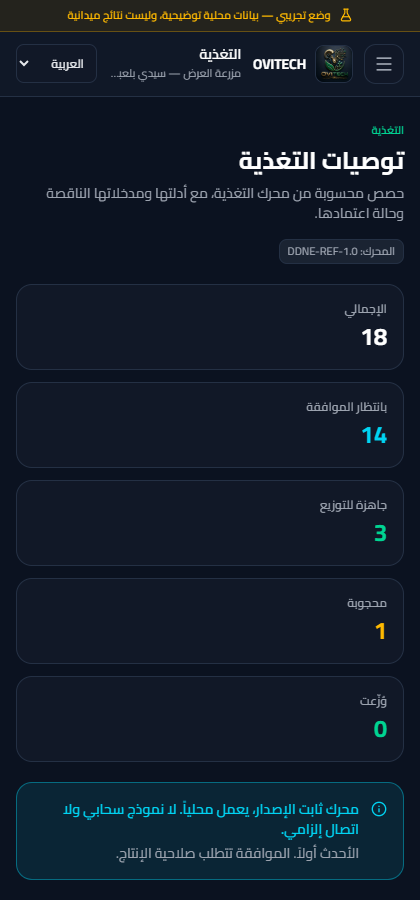 وضع تجريبي — بيانات محلية توضيحية، وليست نتائج ميدانية
OVITECH
OVITECH
التغذية
مزرعة العرض — سيدي بلعب...
العربية
التغذية
توصيات التغذية
حصص محسوبة من محرك التغذية، مع أدلتها ومدخلاتها الناقصة
وحالة اعتمادها.
المحرك: DDNE-REF-1.0
الإجمالي
18
بانتظار الموافقة
14
جاهزة للتوزيع
3
محجوبة
1
وُزّعت
0
محرك ثابت الإصدار، يعمل محلياً. لا نموذج سحابي ولا
اتصال إلزامي.
الأحدث أولاً. الموافقة تتطلب صلاحية الإنتاج.